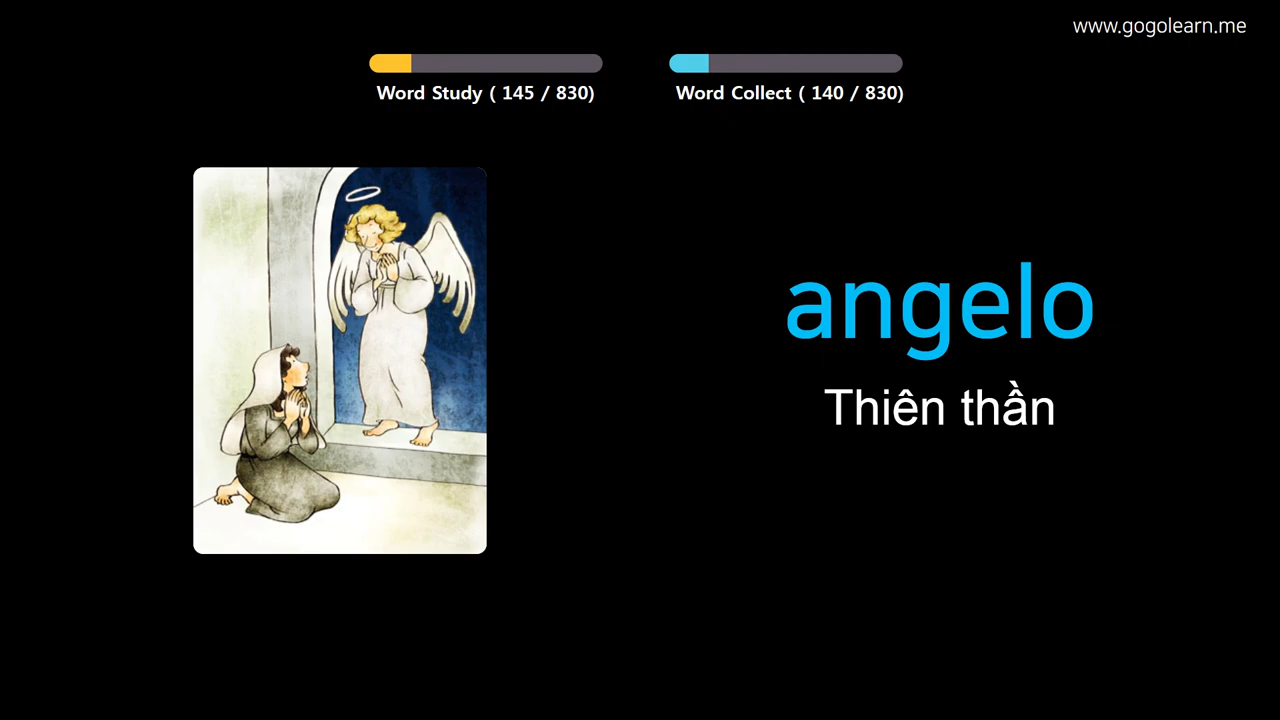 www.gogolearn.me
Word Study ( 145 / 830)
Word Collect ( 140 / 830)
angelo
Thiên thần